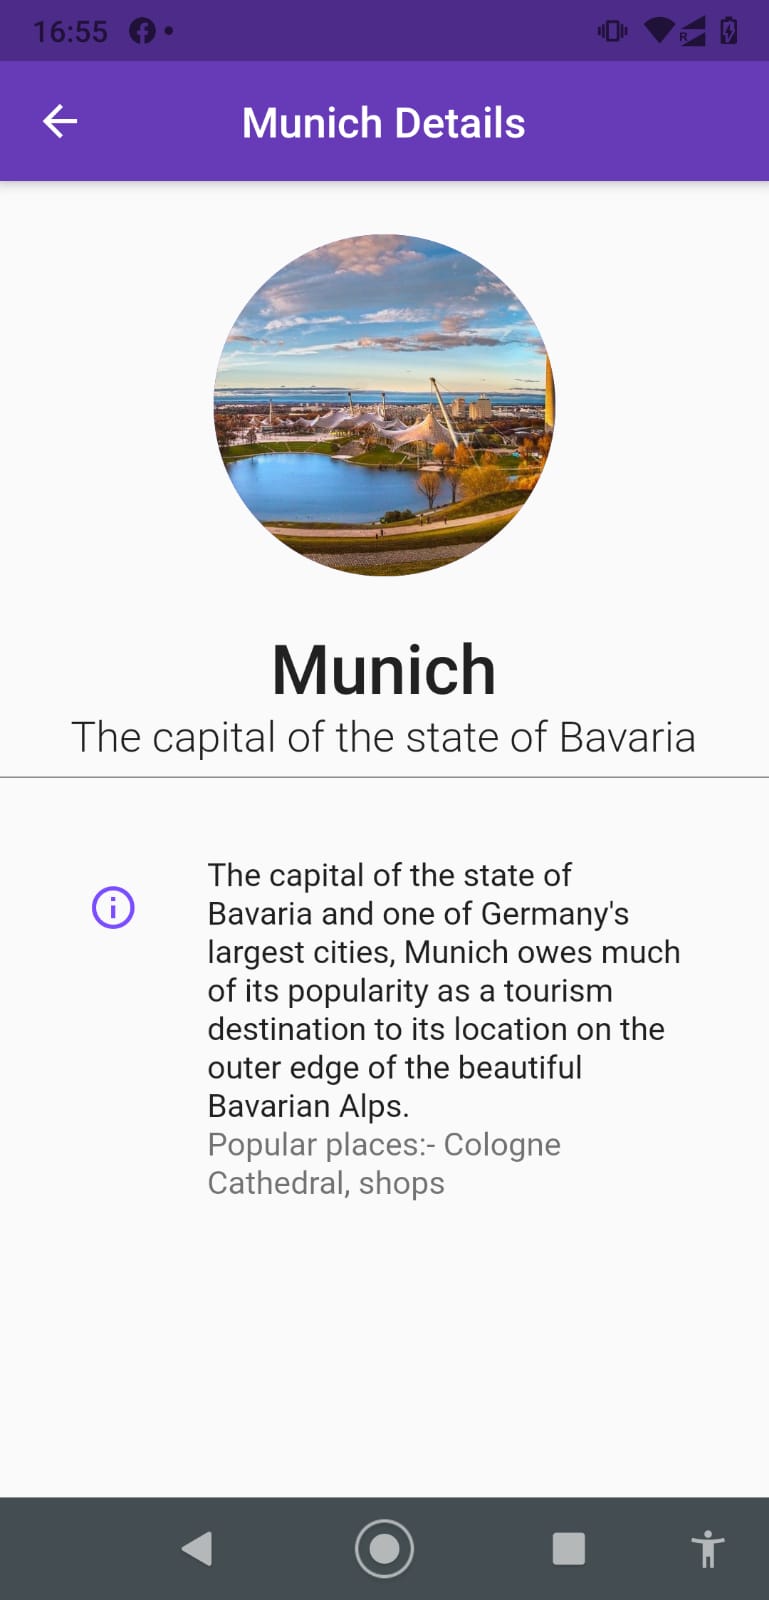 16:55
R
Munich Details
Munich
The capital of the state of Bavaria
The capital of the state of
Bavaria and one of Germany's
largest cities, Munich owes much
of its popularity as a tourism
destination to its location on the
outer edge of the beautiful
Bavarian Alps.
Popular places:- Cologne
Cathedral, shops